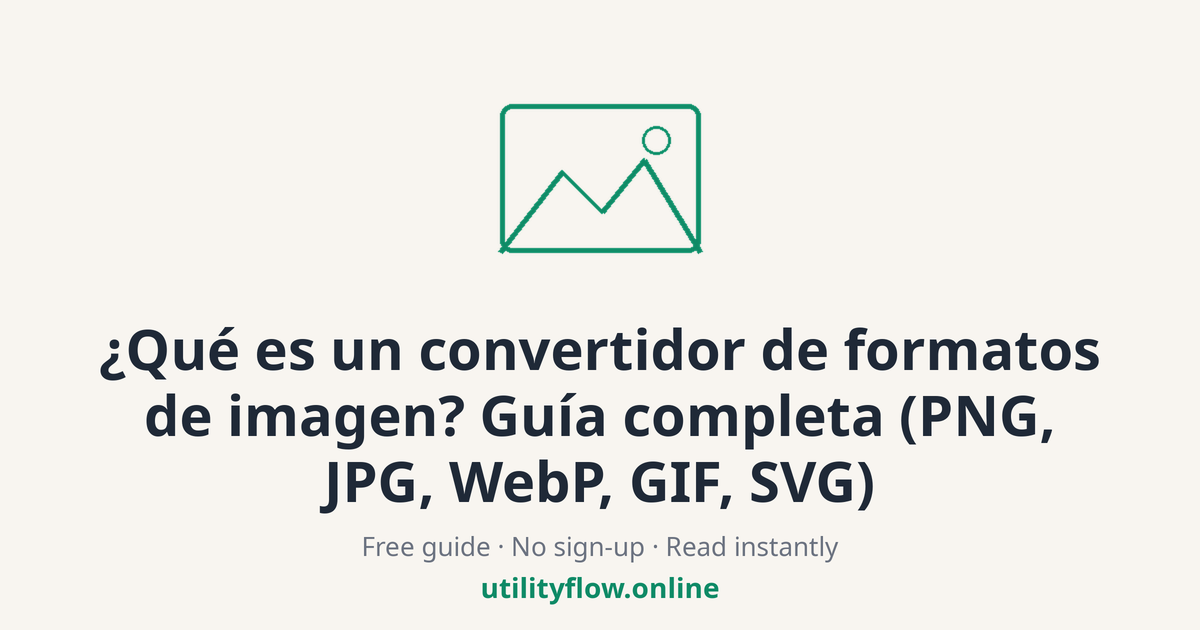 ¿Qué es un convertidor de formatos
de imagen? Guía completa (PNG,
JPG, WebP, GIF, SVG)
Free guide · No sign-up · Read instantly
utilityflow.online